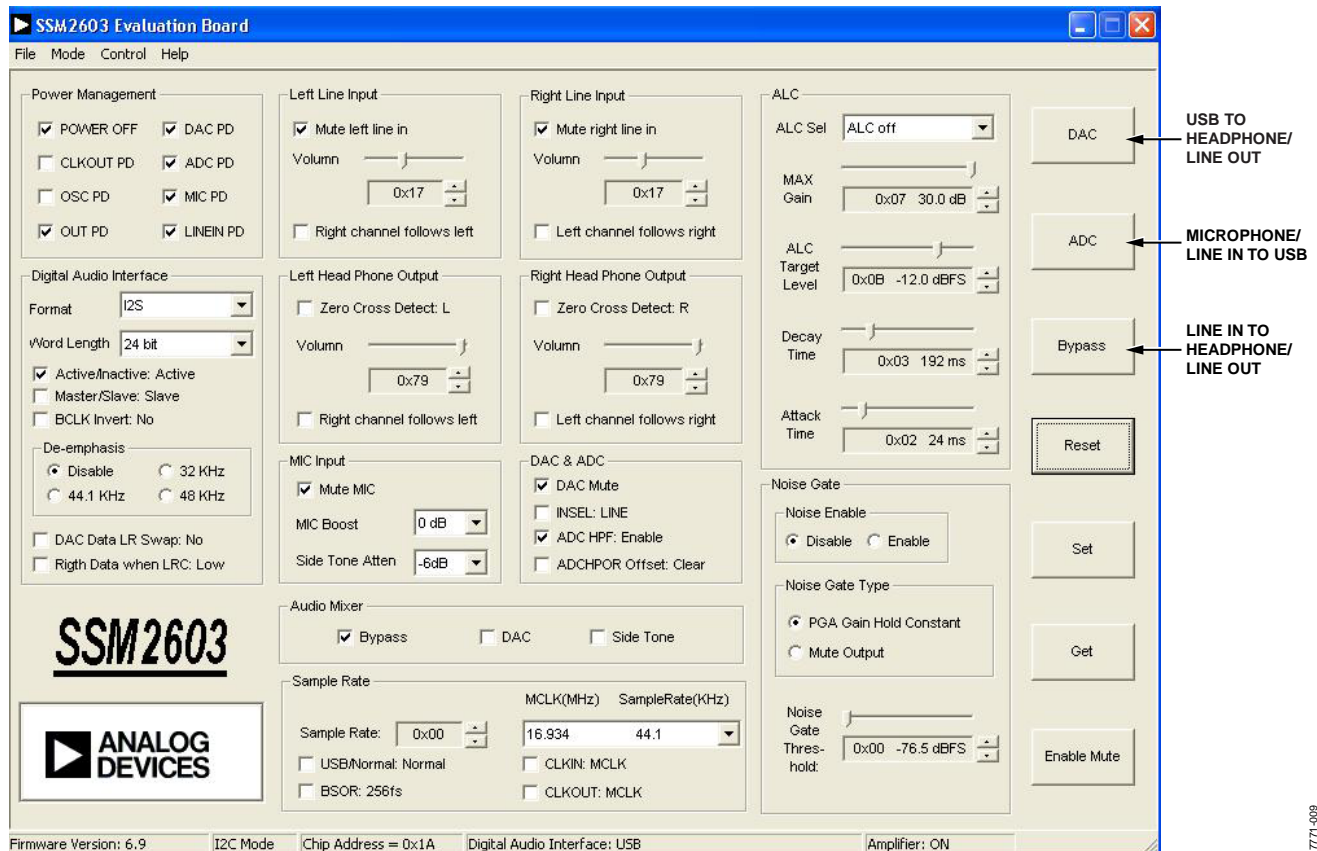 SSM2603 Evaluation Board
File Mode Control Help
Power Management
POWER OFF DAC PD
CLKOUT PD ADC PD
OSC PD MIC PD
OUT PD LINEIN PD
Digital Audio Interface
Format I2S
Word Length 24 bit
Active/Inactive: Active
Master/Slave: Slave
BCLK Invert: No
De-emphasis
Disable 32 KHz
44.1 KHz 48 KHz
DAC Data LR Swap: No
Rigth Data when LRC: Low
SSM2603
ANALOG
DEVICES
Left Line Input
Mute left line in
Volumn
0x17
Right channel follows left
Right Line Input
Mute right line in
Volumn
0x17
Left channel follows right
Left Head Phone Output
Zero Cross Detect: L
Volumn
0x79
Right channel follows left
Right Head Phone Output
Zero Cross Detect: R
Volumn
0x79
Left channel follows right
MIC Input
Mute MIC
MIC Boost 0 dB
Side Tone Atten -6dB
DAC & ADC
DAC Mute
INSEL: LINE
ADC HPF: Enable
ADCHPOR Offset: Clear
Audio Mixer
Bypass DAC Side Tone
Sample Rate
MCLK(MHz) SampleRate(KHz)
Sample Rate: 0x00 16.934 44.1
USB/Normal: Normal CLKIN: MCLK
BSOR: 256fs CLKOUT: MCLK
ALC
ALC Sel ALC off
MAX
Gain 0x07 30.0 dB
ALC
Target
Level 0x0B -12.0 dBFS
Decay
Time 0x03 192 ms
Attack
Time 0x02 24 ms
Noise Gate
Noise Enable
Disable Enable
Noise Gate Type
PGA Gain Hold Constant
Mute Output
Noise
Gate
Thres-
hold:
0x00 -76.5 dBFS
DAC
ADC
Bypass
Reset
Set
Get
Enable Mute
USB TO
HEADPHONE/
LINE OUT
MICROPHONE/
LINE IN TO USB
LINE IN TO
HEADPHONE/
LINE OUT
Firmware Version: 6.9 I2C Mode Chip Address = 0x1A Digital Audio Interface: USB Amplifier: ON